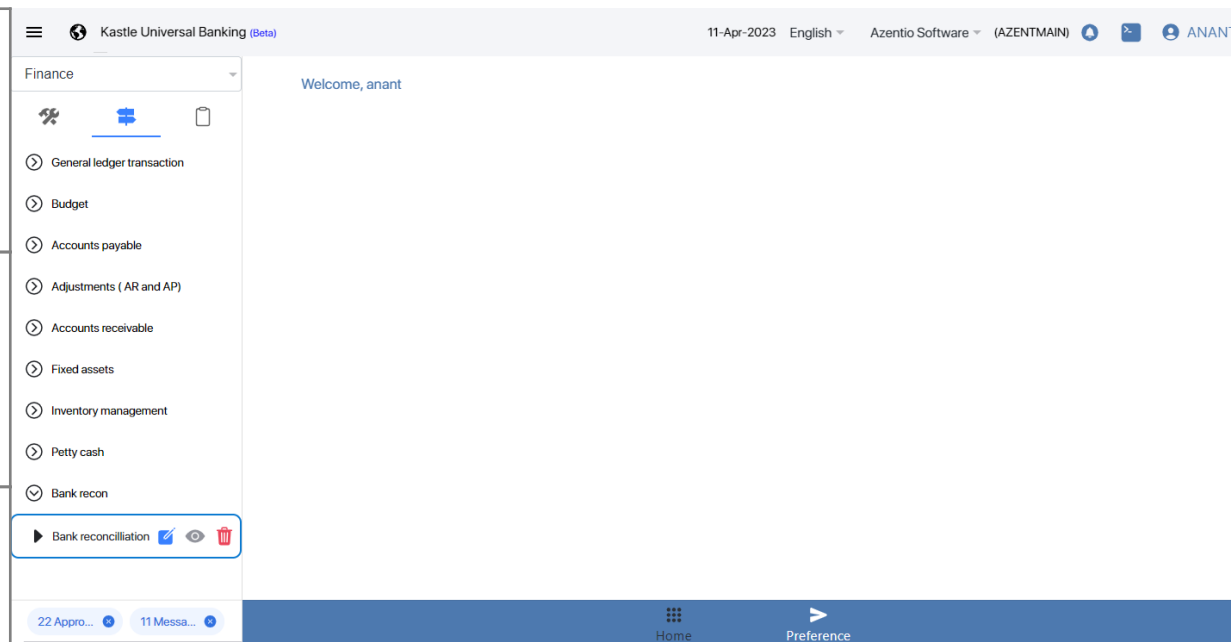 Kastle Universal Banking (Beta)
11-Apr-2023 English Azentio Software (AZENTMAIN) ANANT
Finance
Welcome, anant
General ledger transaction
Budget
Accounts payable
Adjustments ( AR and AP)
Accounts receivable
Fixed assets
Inventory management
Petty cash
Bank recon
Bank reconcilliation
22 Appro... 11 Messa...
Home Preference